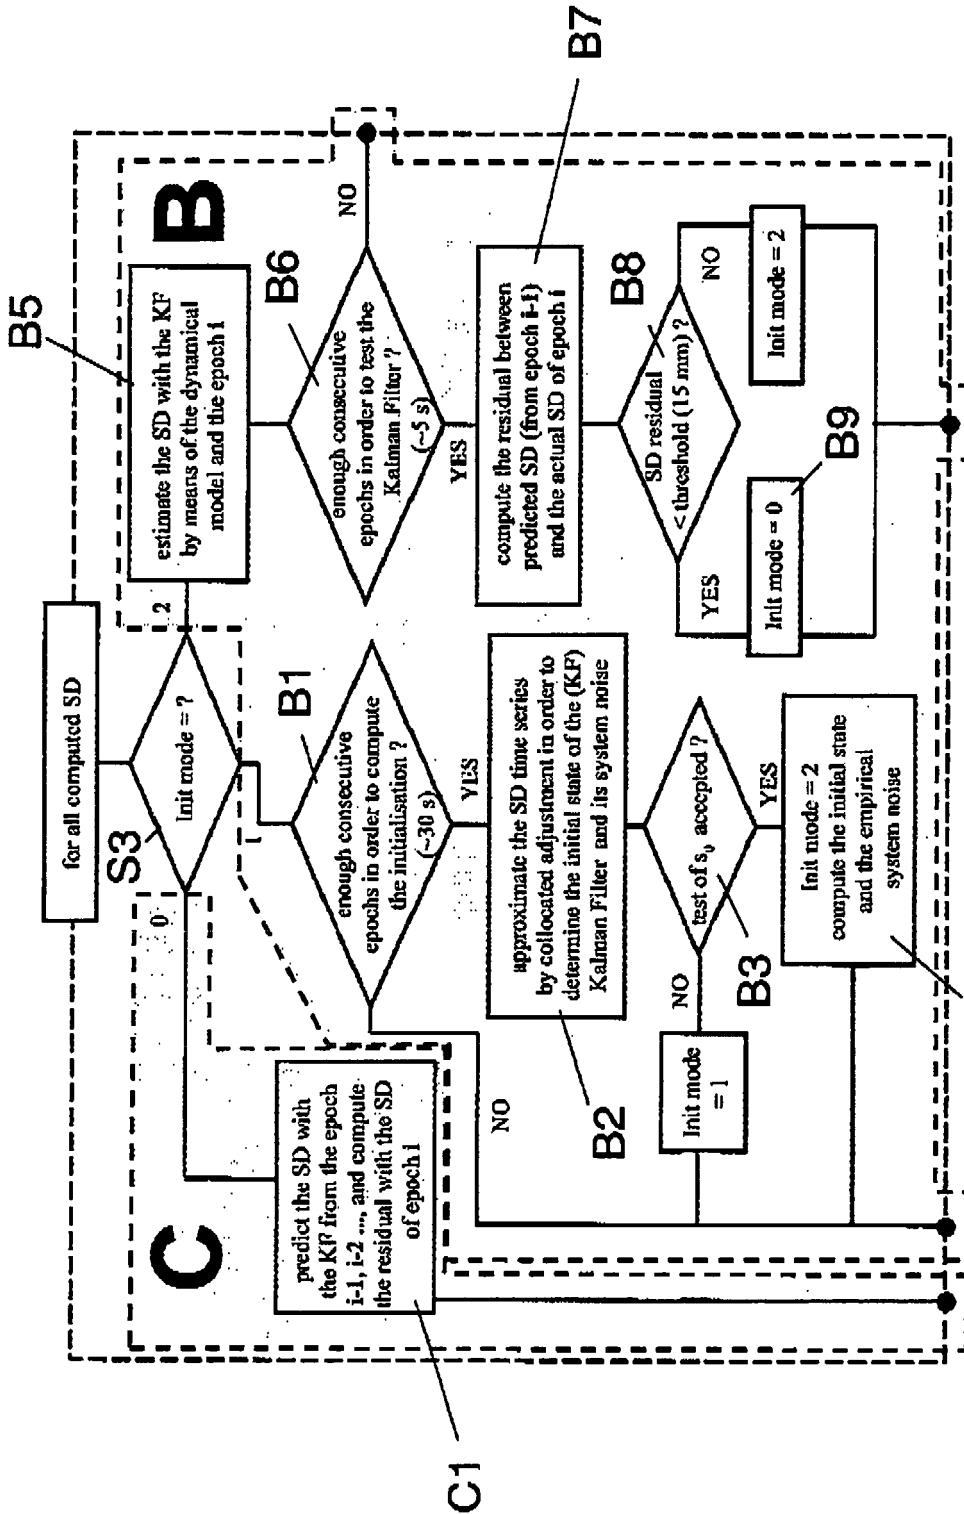 for all computed SD
S3
Init mode = ?
0
1
2
C
predict the SD with
the KF from the epoch
i-1, i-2 ..., and compute
the residual with the SD
of epoch i
C1
B
B5
estimate the SD with the KF
by means of the dynamical
model and the epoch i
B1
enough consecutive
epochs in order to compute
the initialisation ?
(~30 s)
NO
YES
B2
approximate the SD time series
by collocated adjustment in order to
determine the initial state of the (KF)
Kalman Filter and its system noise
B3
test of s0 accepted ?
NO
YES
Init mode
= 1
Init mode = 2
compute the initial state
and the empirical
system noise
B6
enough consecutive
epochs in order to test the
Kalman Filter ?
(~5 s)
NO
YES
B7
compute the residual between
predicted SD (from epoch i-1)
and the actual SD of epoch i
B8
SD residual
< threshold (15 mm) ?
YES
NO
Init mode = 0
B9
Init mode = 2